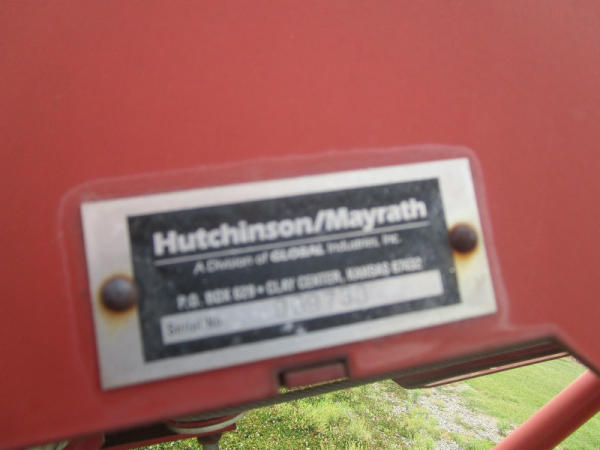 Hutchinson/Mayrath
A Division of GLOBAL Industries, Inc.
P.O. BOX 629 • CLAY CENTER, KANSAS 67432
Serial No.